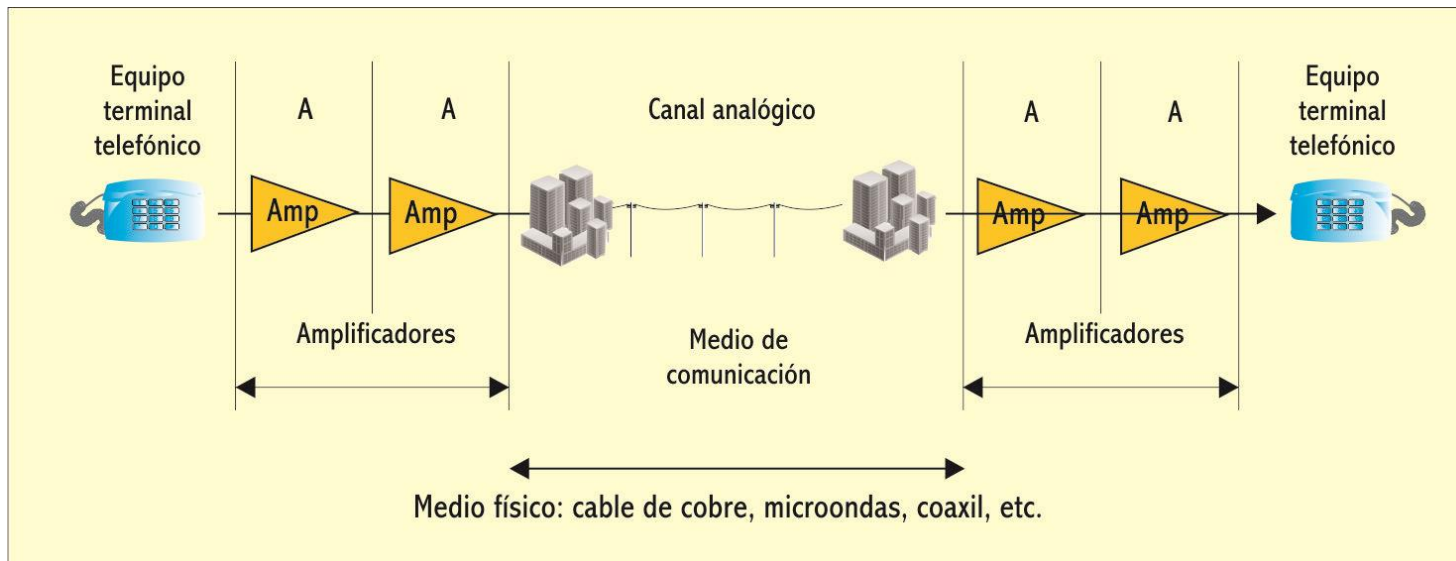 Equipo
terminal
telefónico
A
A
Canal analógico
A
A
Equipo
terminal
telefónico
Amp
Amp
Amp
Amp
Amplificadores
Medio de
comunicación
Amplificadores
Medio físico: cable de cobre, microondas, coaxil, etc.